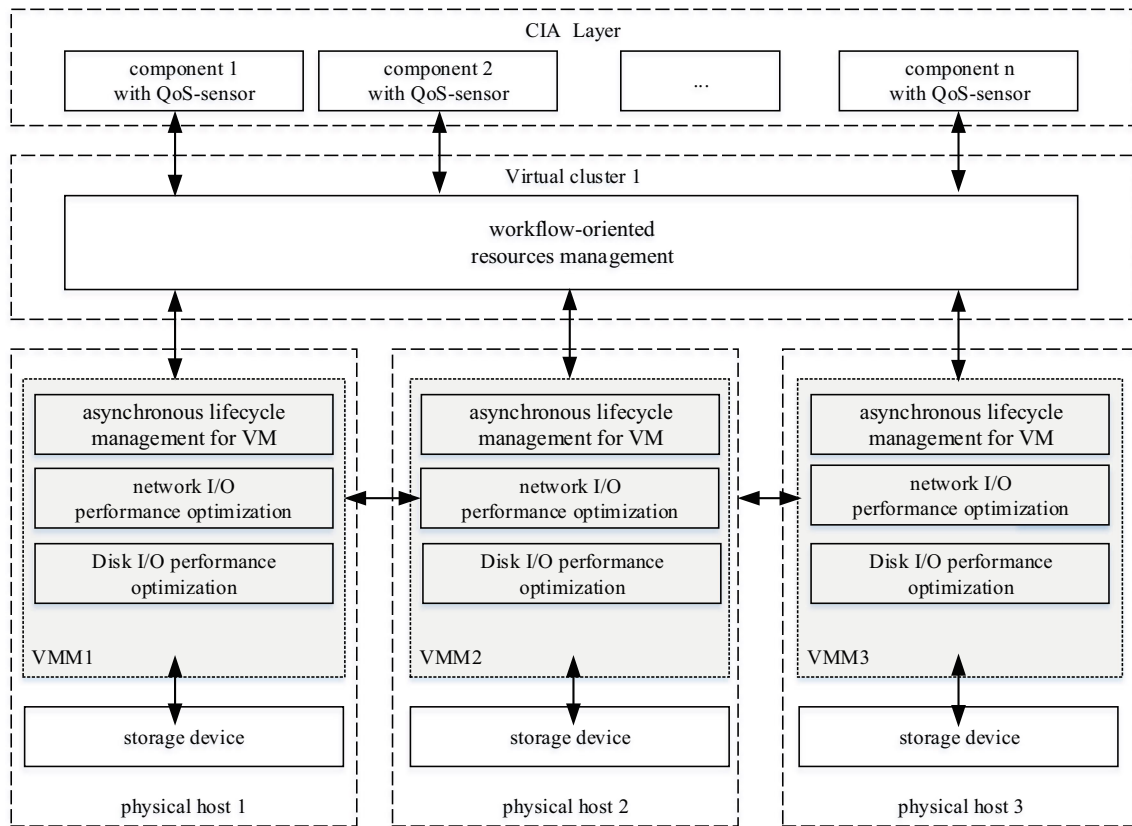 CIA Layer
component 1
with QoS-sensor
component 2
with QoS-sensor
...
component n
with QoS-sensor
Virtual cluster 1
workflow-oriented
resources management
asynchronous lifecycle
management for VM
network I/O
performance optimization
Disk I/O performance
optimization
VMM1
storage device
physical host 1
asynchronous lifecycle
management for VM
network I/O
performance optimization
Disk I/O performance
optimization
VMM2
storage device
physical host 2
asynchronous lifecycle
management for VM
network I/O
performance optimization
Disk I/O performance
optimization
VMM3
storage device
physical host 3